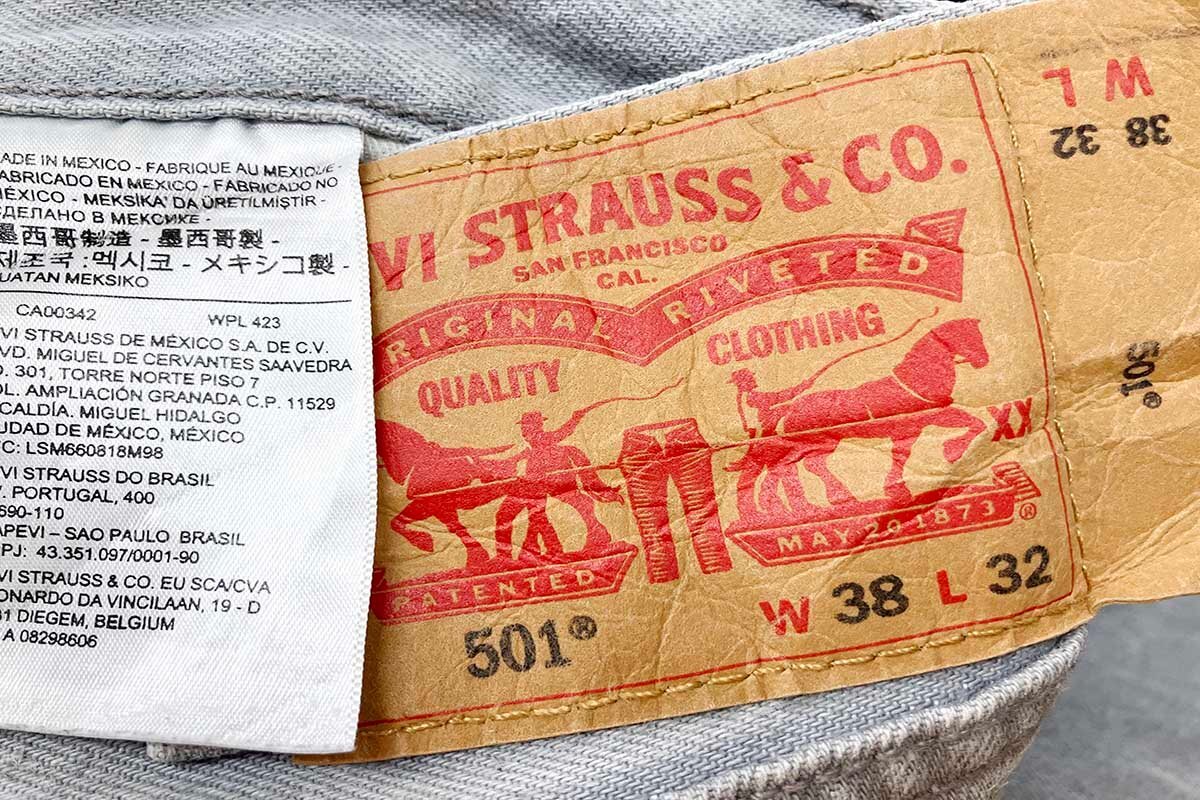 ADE IN MEXICO - FABRIQUE AU MEXIQUE -
ABRICADO EN MEXICO - FABRICADO NO
MÉXICO - MEKSIKA' DA ÜRETILMIŞTIR -
СДЕЛАНО В МЕКСИКЕ -
墨西哥制造 - 墨西哥製 -
제조국 : 멕시코 - メキシコ製 -
UATAN MEKSIKO
CA00342 WPL 423
VI STRAUSS DE MÉXICO S.A. DE C.V.
VD. MIGUEL DE CERVANTES SAAVEDRA
O. 301, TORRE NORTE PISO 7
OL. AMPLIACIÓN GRANADA C.P. 11529
CALDÍA. MIGUEL HIDALGO
UDAD DE MÉXICO, MÉXICO
C: LSM660818M98
VI STRAUSS DO BRASIL
V. PORTUGAL, 400
690-110
APEVI – SAO PAULO BRASIL
PJ: 43.351.097/0001-90
VI STRAUSS & CO. EU SCA/CVA
ONARDO DA VINCILAAN, 19 - D
31 DIEGEM, BELGIUM
A 08298606
VI STRAUSS & CO.
SAN FRANCISCO
CAL.
RIGINAL RIVETED
QUALITY CLOTHING
XX
PATENTED MAY 20 1873 ®
501® W 38 L 32
W L
38 32
501®